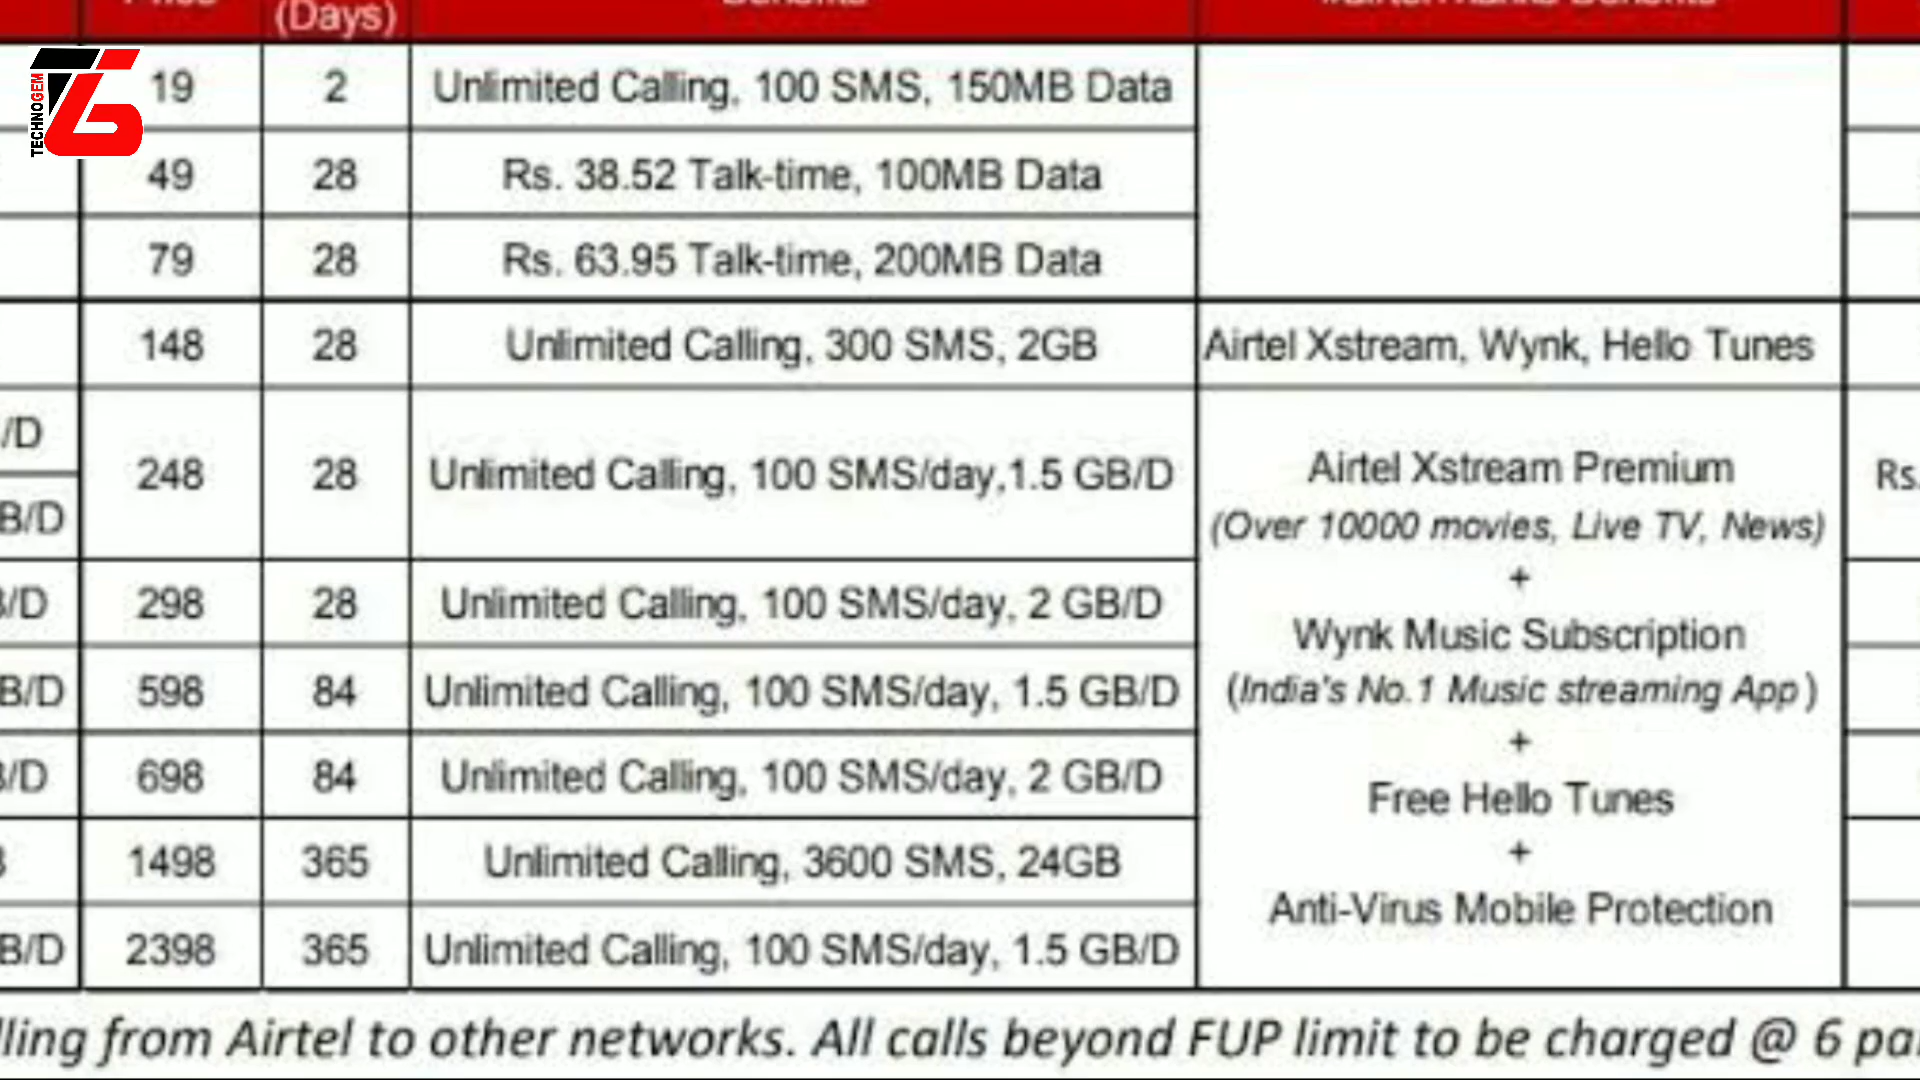 (Days)
TECHNOGEM
19 2 Unlimited Calling, 100 SMS, 150MB Data
49 28 Rs. 38.52 Talk-time, 100MB Data
79 28 Rs. 63.95 Talk-time, 200MB Data
148 28 Unlimited Calling, 300 SMS, 2GB Airtel Xstream, Wynk, Hello Tunes
/D
B/D
248 28 Unlimited Calling, 100 SMS/day,1.5 GB/D
/D 298 28 Unlimited Calling, 100 SMS/day, 2 GB/D
B/D 598 84 Unlimited Calling, 100 SMS/day, 1.5 GB/D
/D 698 84 Unlimited Calling, 100 SMS/day, 2 GB/D
1498 365 Unlimited Calling, 3600 SMS, 24GB
B/D 2398 365 Unlimited Calling, 100 SMS/day, 1.5 GB/D
Airtel Xstream Premium
(Over 10000 movies, Live TV, News)
+
Wynk Music Subscription
(India's No.1 Music streaming App)
+
Free Hello Tunes
+
Anti-Virus Mobile Protection
Rs.
from Airtel to other networks. All calls beyond FUP limit to be charged @ 6